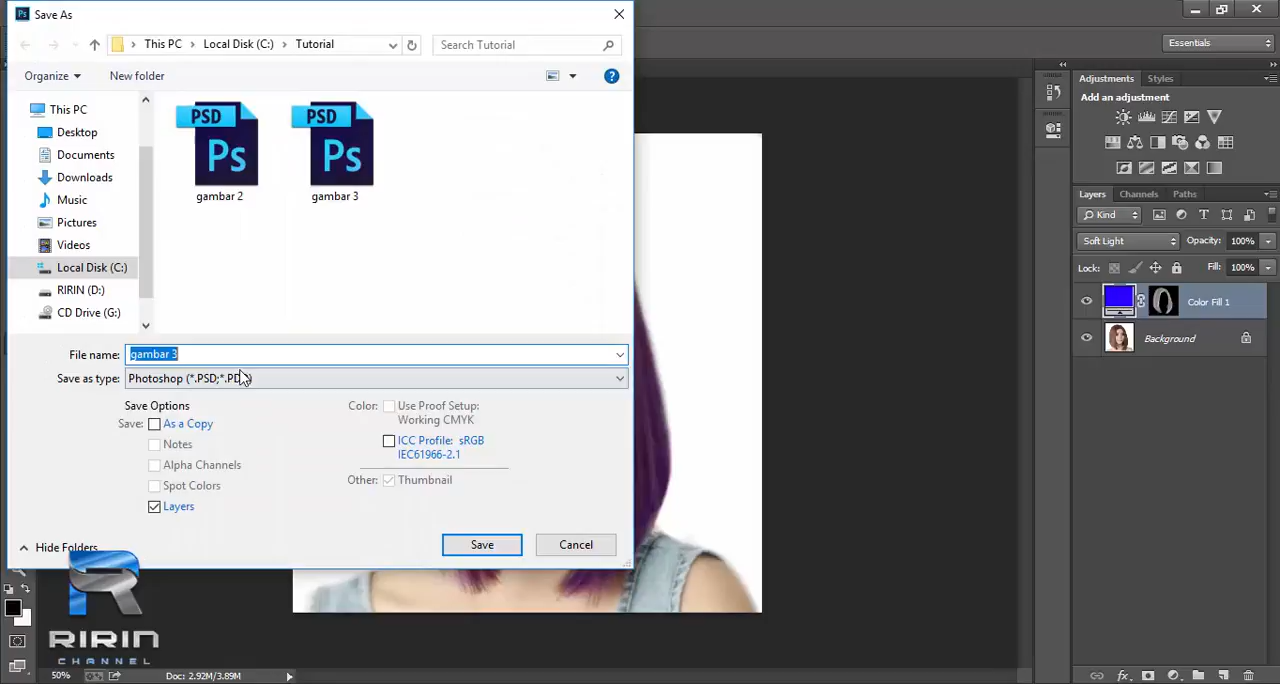 Save As
This PC > Local Disk (C:) > Tutorial
Search Tutorial
Essentials
Organize
New folder
Adjustments
Styles
Add an adjustment
This PC
Desktop
Documents
Downloads
Music
Pictures
Videos
Local Disk (C:)
RIRIN (D:)
CD Drive (G:)
PSD
Ps
gambar 2
PSD
Ps
gambar 3
Layers
Channels
Paths
Kind
Soft Light
Opacity: 100%
Lock:
Fill: 100%
Color Fill 1
Background
File name: gambar 3
Save as type: Photoshop (*.PSD;*.PD
Save Options
Save: As a Copy
Notes
Alpha Channels
Spot Colors
Layers
Color: Use Proof Setup:
Working CMYK
ICC Profile: sRGB
IEC61966-2.1
Other: Thumbnail
Hide Folders
Save
Cancel
RIRIN
CHANNEL
50%
Doc: 2.92M/3.89M
fx